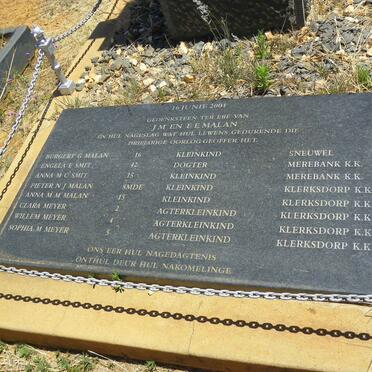 16 JUNIE 2001
GEDENKSTEEN TER ERE VAN
J M EN E E MALAN
EN HUL NAGESLAG WAT HUL LEWENS GEDURENDE DIE
DRIEJARIGE OORLOG GEOFFER HET.
BURGERT G MALAN 16 KLEINKIND SNEUWEL
ENGELA E SMIT 42 DOGTER MEREBANK K.K.
ANNA M C SMIT 15 KLEINKIND MEREBANK K.K.
PIETER N J MALAN 8MDE KLEINKIND KLERKSDORP K.K.
ANNA M M MALAN 15 KLEINKIND KLERKSDORP K.K.
CLARA MEYER 2 AGTERKLEINKIND KLERKSDORP K.K.
WILLEM MEYER 4 AGTERKLEINKIND KLERKSDORP K.K.
SOPHIA M MEYER 5 AGTERKLEINKIND KLERKSDORP K.K.
ONS EER HUL NAGEDAGTENIS
ONTHUL DEUR HUL NAKOMELINGE